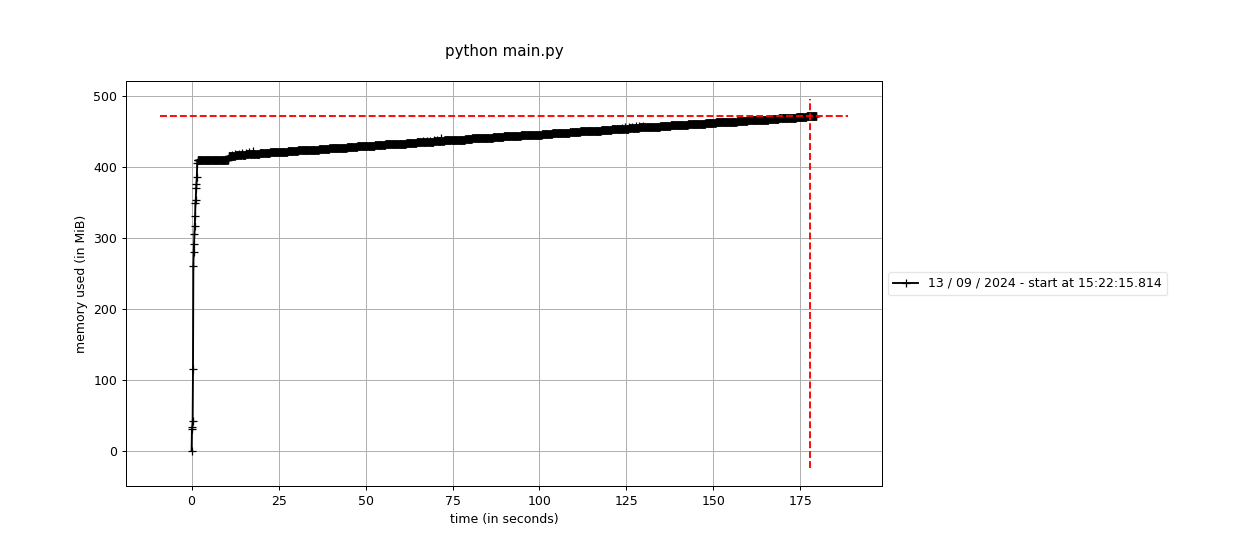 python main.py
500
400
300
200
100
0
memory used (in MiB)
0 25 50 75 100 125 150 175
time (in seconds)
13 / 09 / 2024 - start at 15:22:15.814